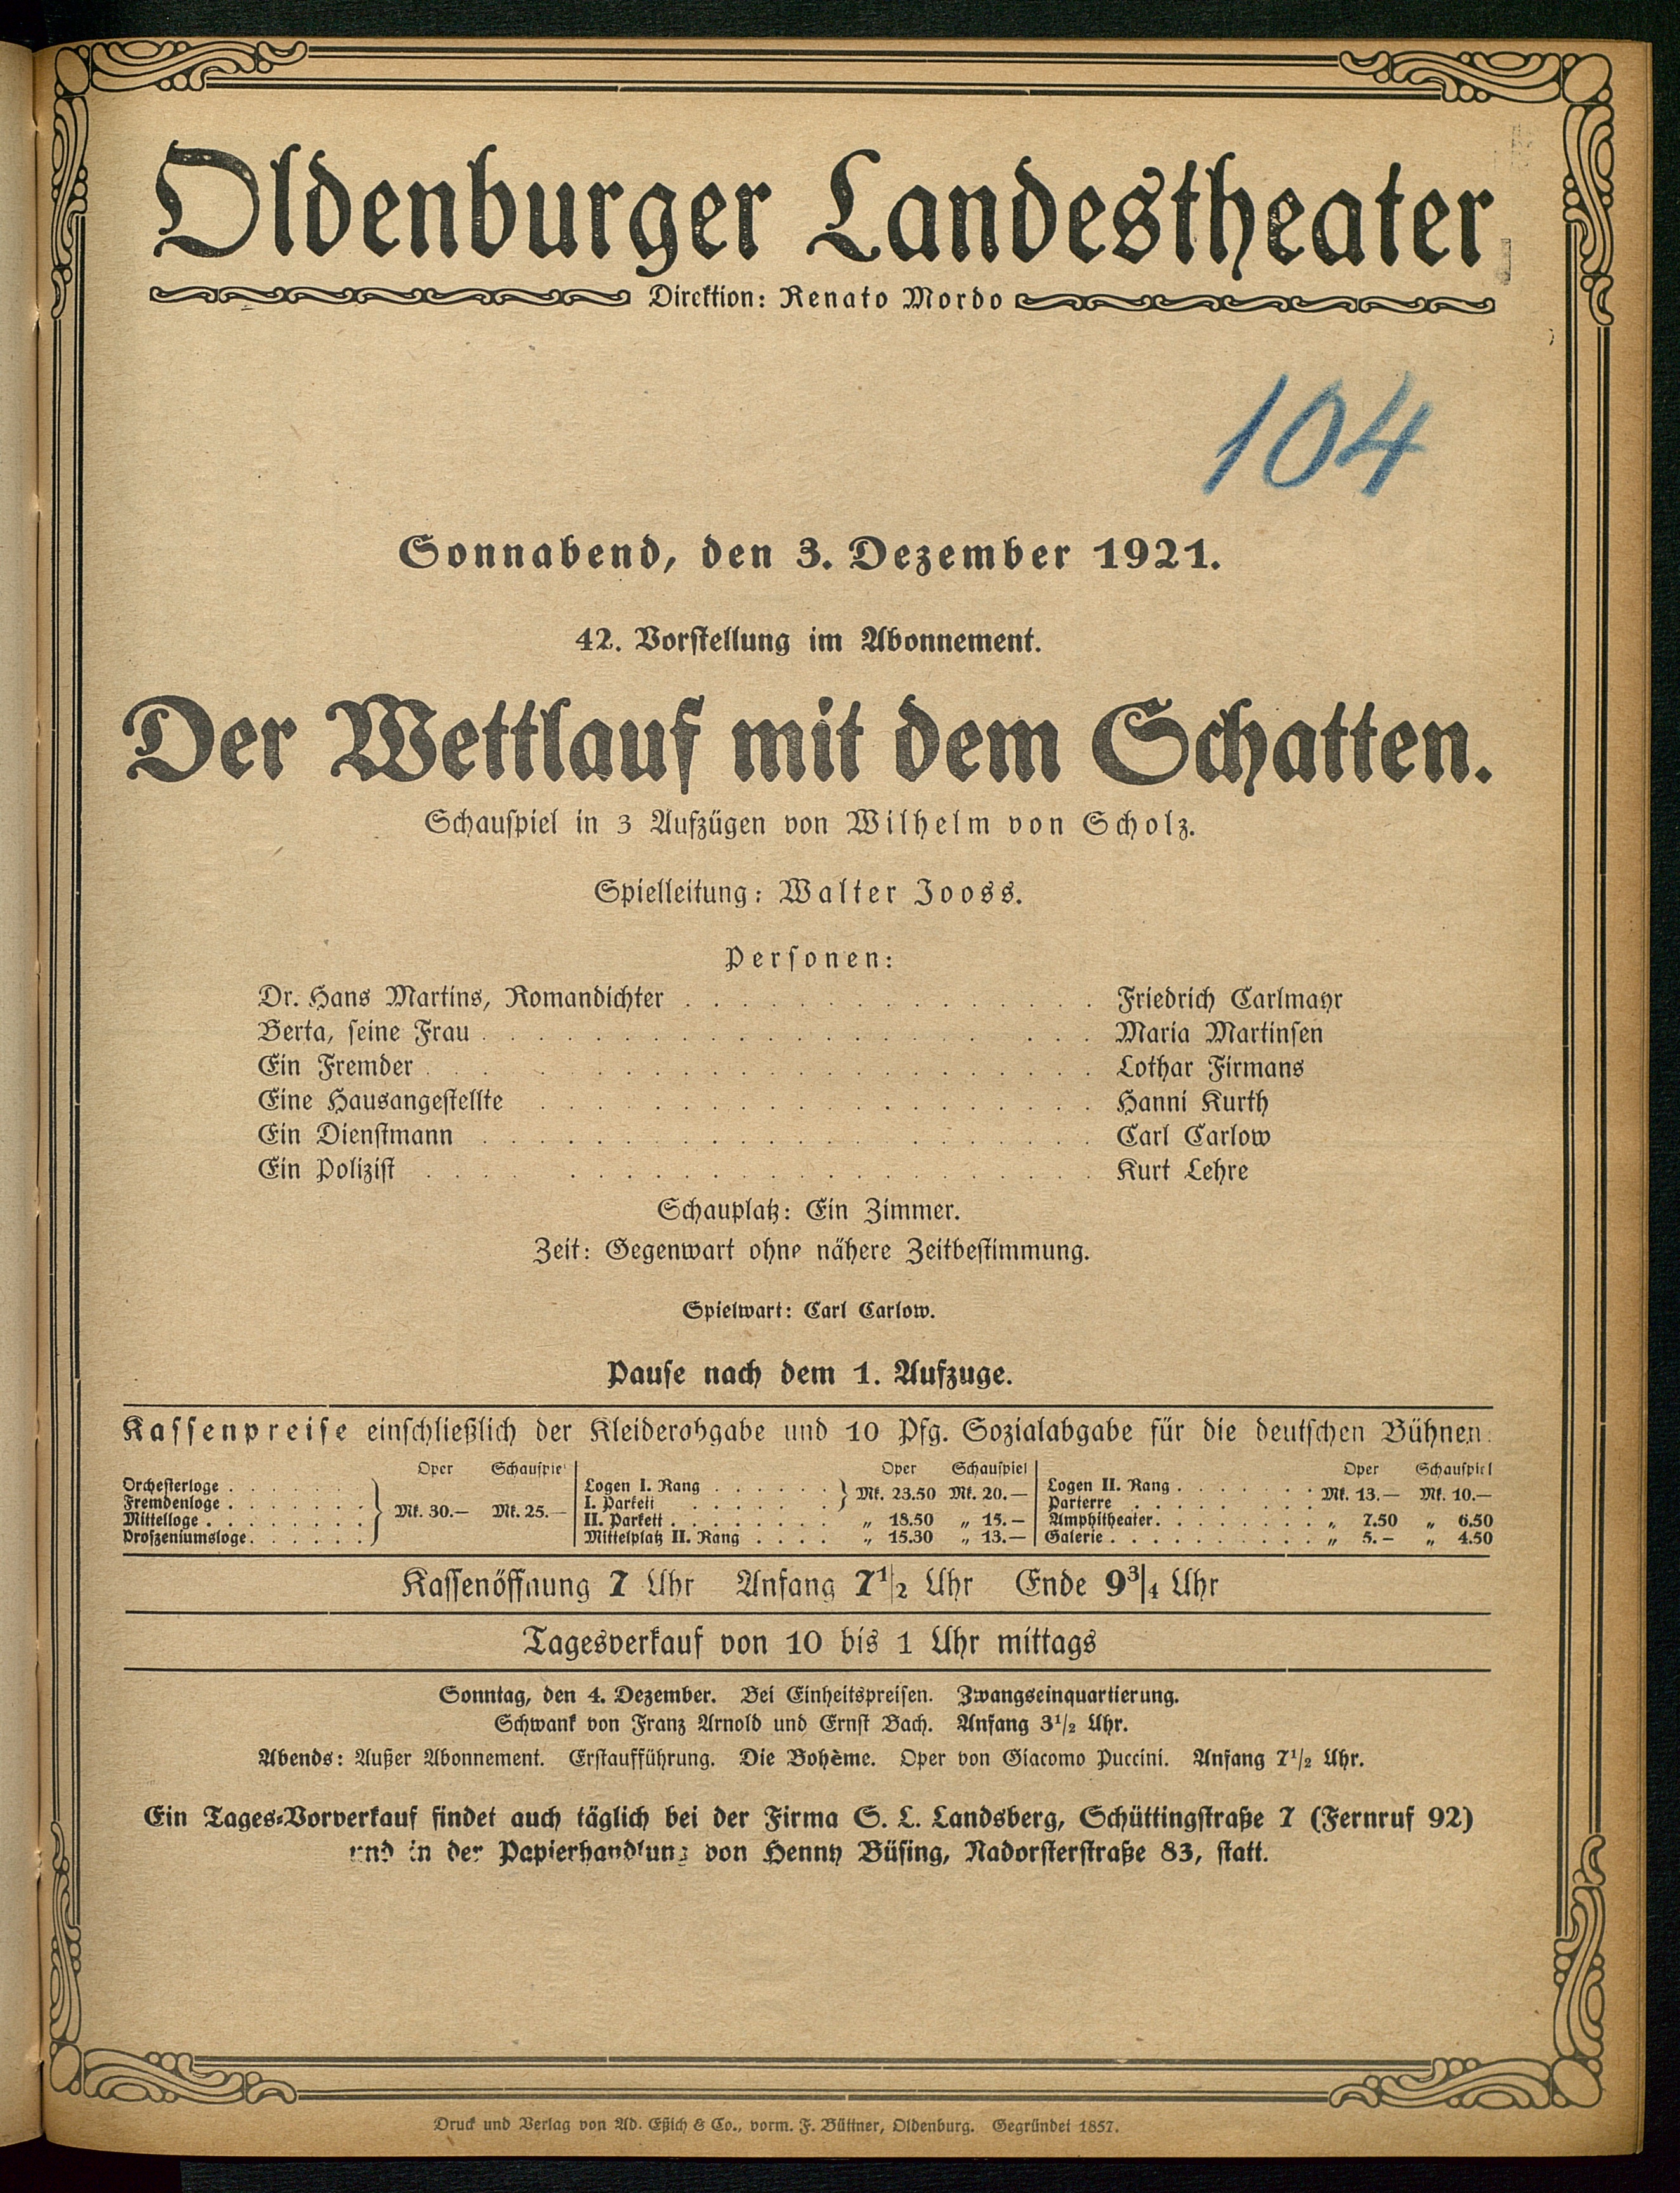 Oldenburger Landestheater
Direktion: Renato Mordo
104
Sonnabend, den 3. Dezember 1921.
42. Vorstellung im Abonnement.
Der Wettlauf mit dem Schatten.
Schauspiel in 3 Aufzügen von Wilhelm von Scholz.
Spielleitung: Walter Jooss.
Personen:
Dr. Hans Martins, Romandichter . . . Friedrich Carlmayr
Berta, seine Frau . . . Maria Martinsen
Ein Fremder . . . Lothar Firmans
Eine Hausangestellte . . . Hanni Kurth
Ein Dienstmann . . . Carl Carlow
Ein Polizist . . . Kurt Lehre
Schauplatz: Ein Zimmer.
Zeit: Gegenwart ohne nähere Zeitbestimmung.
Spielwart: Carl Carlow.
Pause nach dem 1. Aufzuge.
Kassenpreise einschließlich der Kleiderabgabe und 10 Pfg. Sozialabgabe für die deutschen Bühnen.
Oper Schauspiel
Orchesterloge . . .
Fremdenloge . . .
Mittelloge . . .
Proszeniumsloge . . .
Mk. 30.— Mk. 25.—
Oper Schauspiel
Logen I. Rang . . .
I. Parkett . . .
Mk. 23.50 Mk. 20.—
II. Parkett . . . „ 18.50 „ 15.—
Mittelplatz II. Rang . . . „ 15.30 „ 13.—
Oper Schauspiel
Logen II. Rang . . .
Parterre . . .
Mk. 13.— Mk. 10.—
Amphitheater . . . „ 7.50 „ 6.50
Galerie . . . „ 5.— „ 4.50
Kassenöffnung 7 Uhr Anfang 7 1/2 Uhr Ende 9 3/4 Uhr
Tagesverkauf von 10 bis 1 Uhr mittags
Sonntag, den 4. Dezember. Bei Einheitspreisen. Zwangseinquartierung.
Schwank von Franz Arnold und Ernst Bach. Anfang 3 1/2 Uhr.
Abends: Außer Abonnement. Erstaufführung. Die Bohème. Oper von Giacomo Puccini. Anfang 7 1/2 Uhr.
Ein Tages-Vorverkauf findet auch täglich bei der Firma S. L. Landsberg, Schüttingstraße 7 (Fernruf 92)
und in der Papierhandlung von Henny Büsing, Nadorsterstraße 83, statt.
Druck und Verlag von Ad. Eßich & Co., vorm. F. Büttner, Oldenburg. Gegründet 1857.